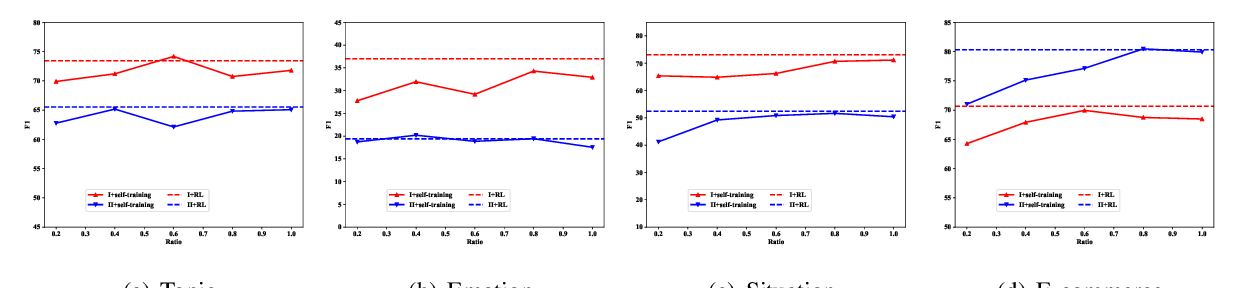 80
75
70
65
60
55
50
45
F1
0.2 0.3 0.4 0.5 0.6 0.7 0.8 0.9 1.0
Ratio
I+self-training I+RL
II+self-training II+RL
45
40
35
30
25
20
15
10
5
0
F1
0.2 0.3 0.4 0.5 0.6 0.7 0.8 0.9 1.0
Ratio
I+self-training I+RL
II+self-training II+RL
80
70
60
50
40
30
20
10
F1
0.2 0.3 0.4 0.5 0.6 0.7 0.8 0.9 1.0
Ratio
I+self-training I+RL
II+self-training II+RL
85
80
75
70
65
60
55
50
F1
0.2 0.3 0.4 0.5 0.6 0.7 0.8 0.9 1.0
Ratio
I+self-training I+RL
II+self-training II+RL
(a) Topic (b) Emotion (c) Situation (d) E-commerce